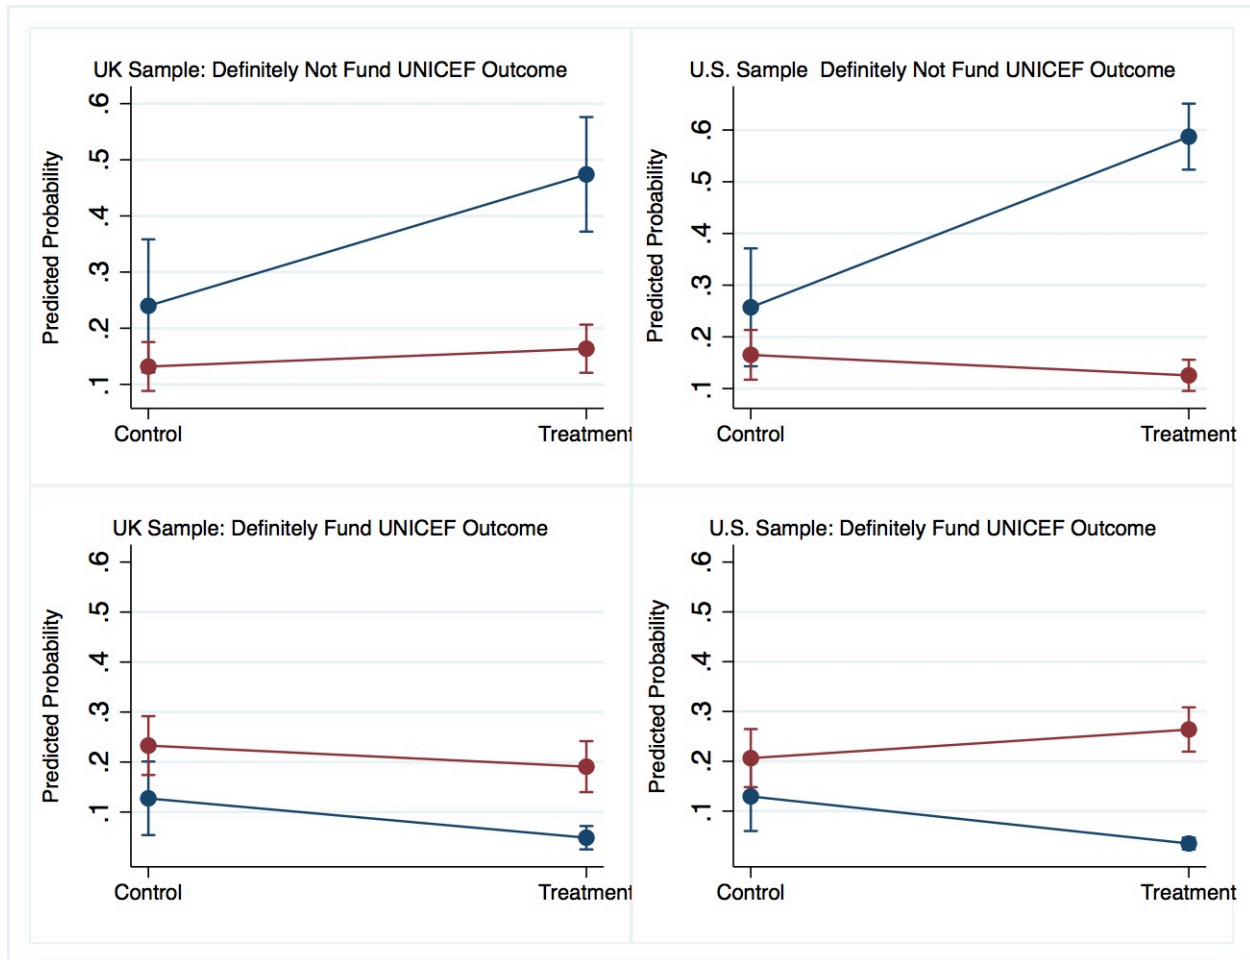 UK Sample: Definitely Not Fund UNICEF Outcome
Predicted Probability
.6
.5
.4
.3
.2
.1
Control Treatment
U.S. Sample Definitely Not Fund UNICEF Outcome
Predicted Probability
.6
.5
.4
.3
.2
.1
Control Treatment
UK Sample: Definitely Fund UNICEF Outcome
Predicted Probability
.6
.5
.4
.3
.2
.1
Control Treatment
U.S. Sample: Definitely Fund UNICEF Outcome
Predicted Probability
.6
.5
.4
.3
.2
.1
Control Treatment